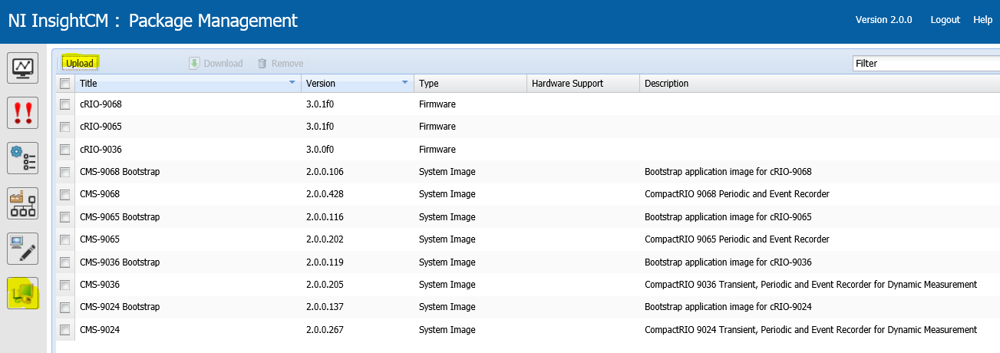 NI InsightCM : Package Management
Version 2.0.0 Logout Help
Upload Download Remove Filter
Title Version Type Hardware Support Description
cRIO-9068 3.0.1f0 Firmware
cRIO-9065 3.0.1f0 Firmware
cRIO-9036 3.0.0f0 Firmware
CMS-9068 Bootstrap 2.0.0.106 System Image Bootstrap application image for cRIO-9068
CMS-9068 2.0.0.428 System Image CompactRIO 9068 Periodic and Event Recorder
CMS-9065 Bootstrap 2.0.0.116 System Image Bootstrap application image for cRIO-9065
CMS-9065 2.0.0.202 System Image CompactRIO 9065 Periodic and Event Recorder
CMS-9036 Bootstrap 2.0.0.119 System Image Bootstrap application image for cRIO-9036
CMS-9036 2.0.0.205 System Image CompactRIO 9036 Transient, Periodic and Event Recorder for Dynamic Measurement
CMS-9024 Bootstrap 2.0.0.137 System Image Bootstrap application image for cRIO-9024
CMS-9024 2.0.0.267 System Image CompactRIO 9024 Transient, Periodic and Event Recorder for Dynamic Measurement